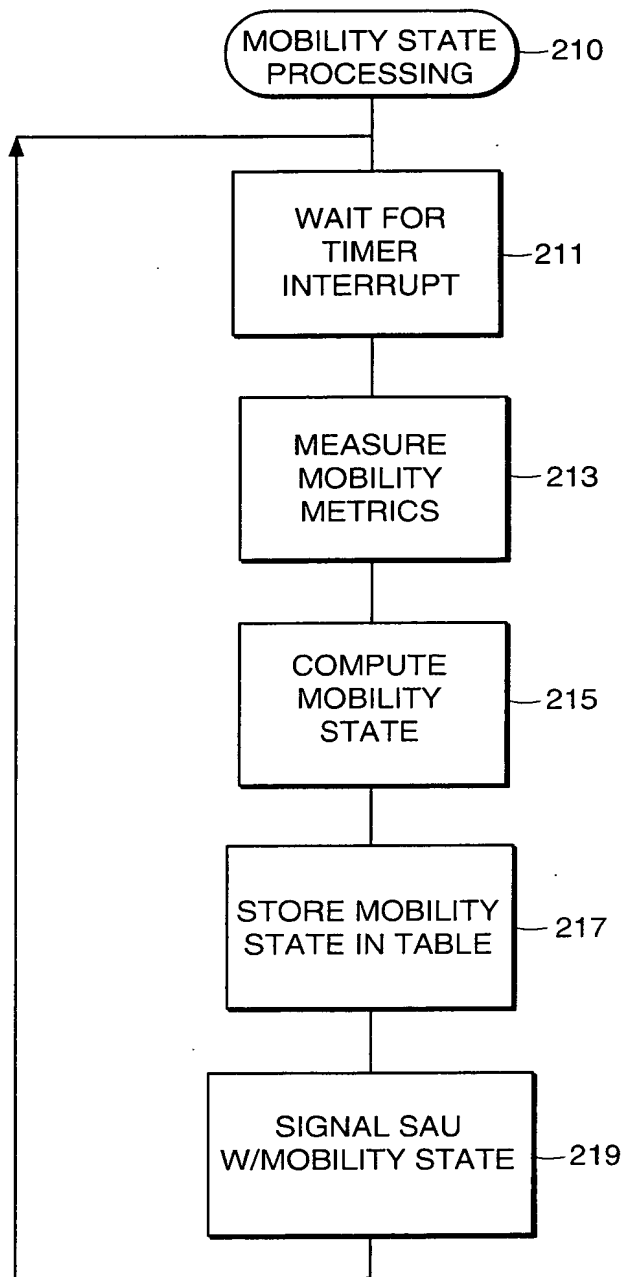 MOBILITY STATE
PROCESSING
210
WAIT FOR
TIMER
INTERRUPT
211
MEASURE
MOBILITY
METRICS
213
COMPUTE
MOBILITY
STATE
215
STORE MOBILITY
STATE IN TABLE
217
SIGNAL SAU
W/MOBILITY STATE
219